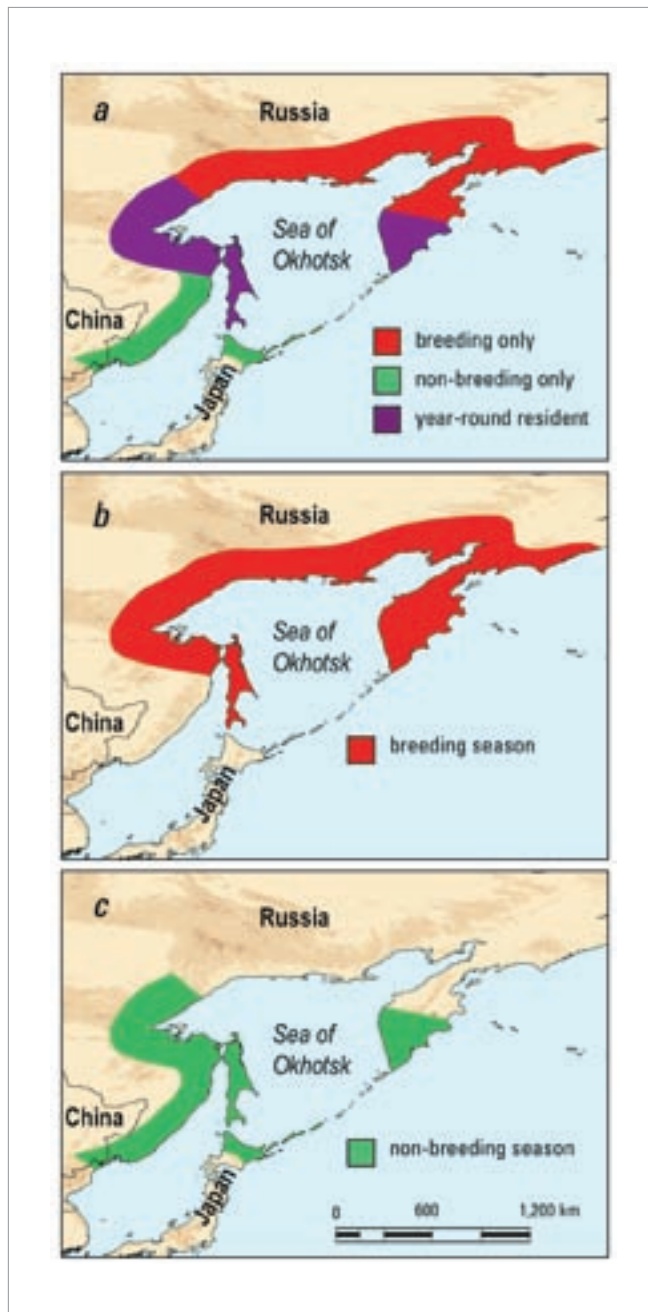 a
Russia
Sea of
Okhotsk
China
Japan
breeding only
non-breeding only
year-round resident
b
Russia
Sea of
Okhotsk
China
Japan
breeding season
c
Russia
Sea of
Okhotsk
China
Japan
non-breeding season
0 600 1,200 km